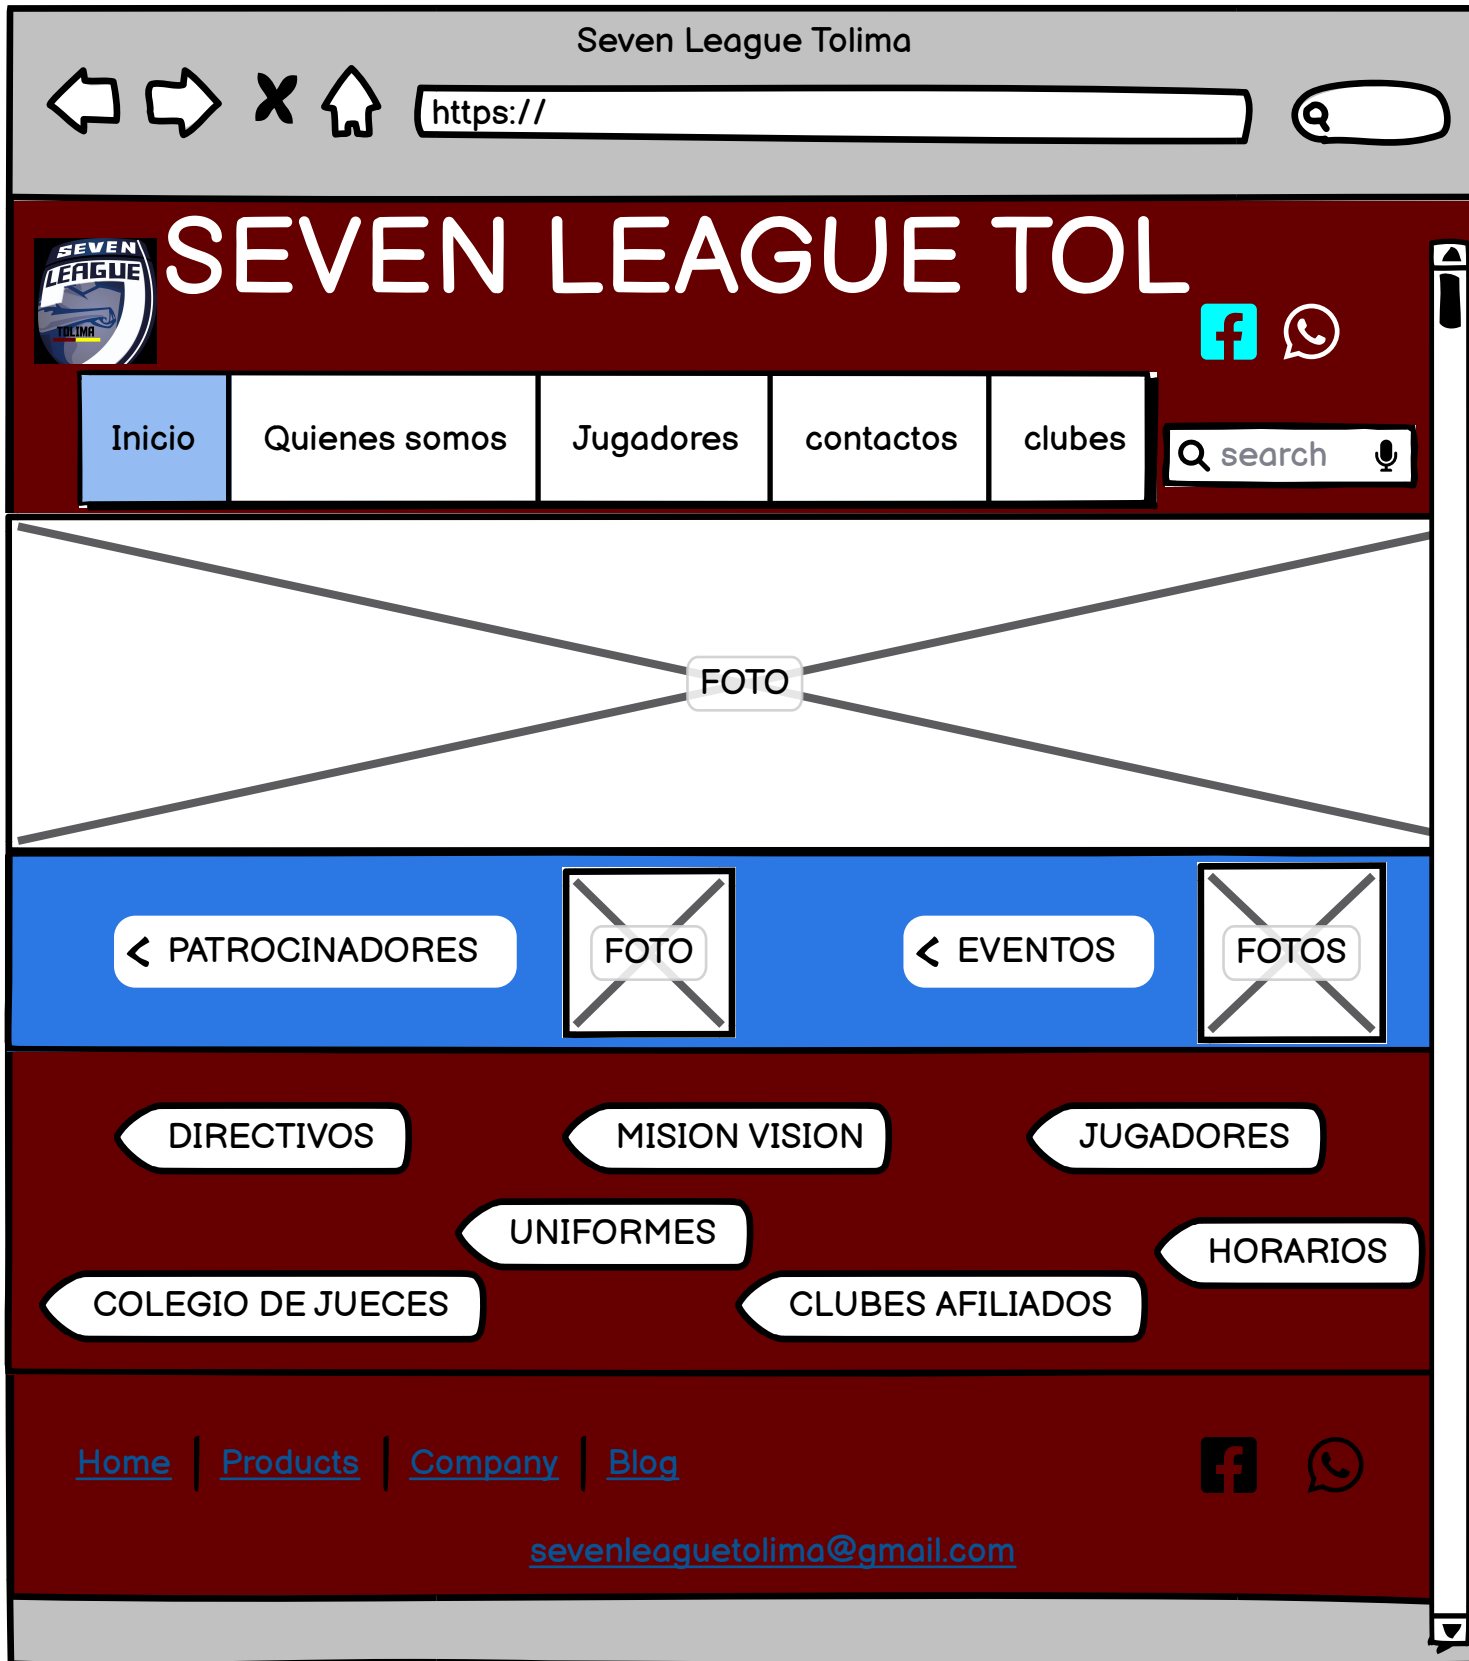 Seven League Tolima
https://
SEVEN LEAGUE TOL
SEVEN
LEAGUE
TOLIMA
Inicio
Quienes somos
Jugadores
contactos
clubes
search
FOTO
PATROCINADORES
FOTO
EVENTOS
FOTOS
DIRECTIVOS
MISION VISION
JUGADORES
UNIFORMES
HORARIOS
COLEGIO DE JUECES
CLUBES AFILIADOS
Home
Products
Company
Blog
sevenleaguetolima@gmail.com